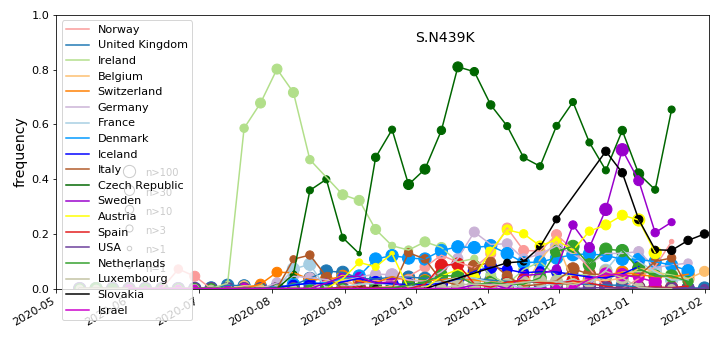 S.N439K
frequency
1.0
0.8
0.6
0.4
0.2
0.0
Norway
United Kingdom
Ireland
Belgium
Switzerland
Germany
France
Denmark
Iceland
Italy
Czech Republic
Sweden
Austria
Spain
USA
Netherlands
Luxembourg
Slovakia
Israel
n>100
n>30
n>10
n>3
n>1
2020-05
2020-07
2020-08
2020-09
2020-10
2020-11
2020-12
2021-01
2021-02